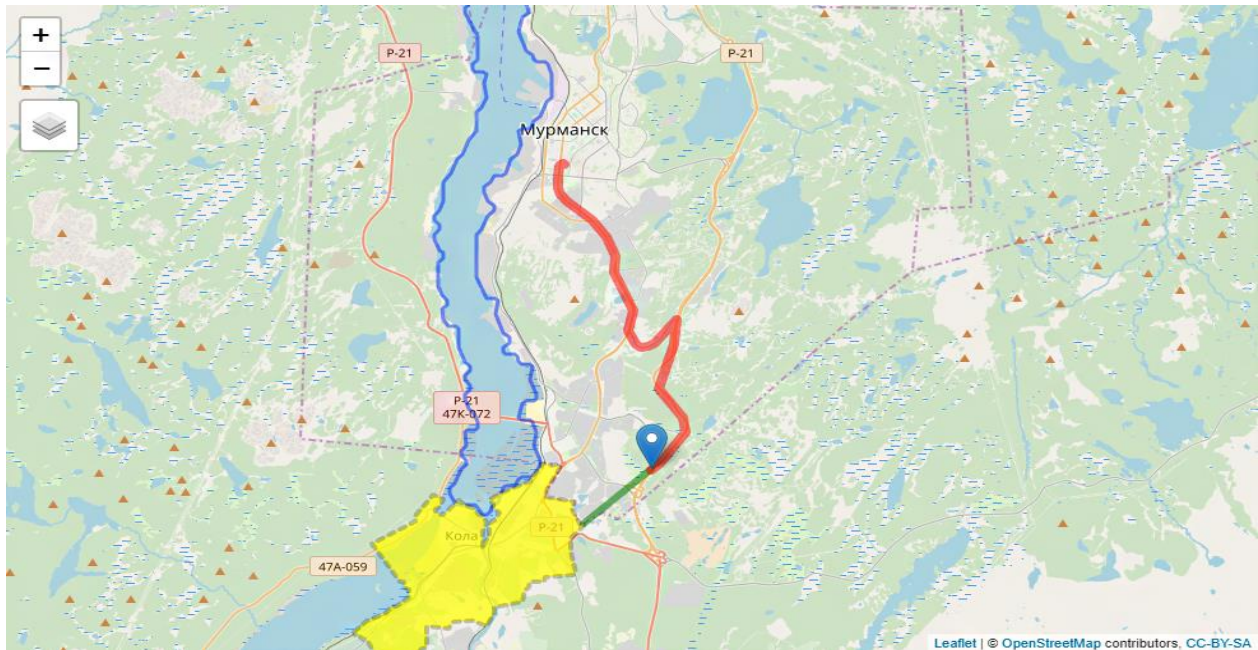 +
−
Р-21
Р-21
Мурманск
Р-21
47К-072
Р-21
Кола
47А-059
Leaflet | © OpenStreetMap contributors, CC-BY-SA